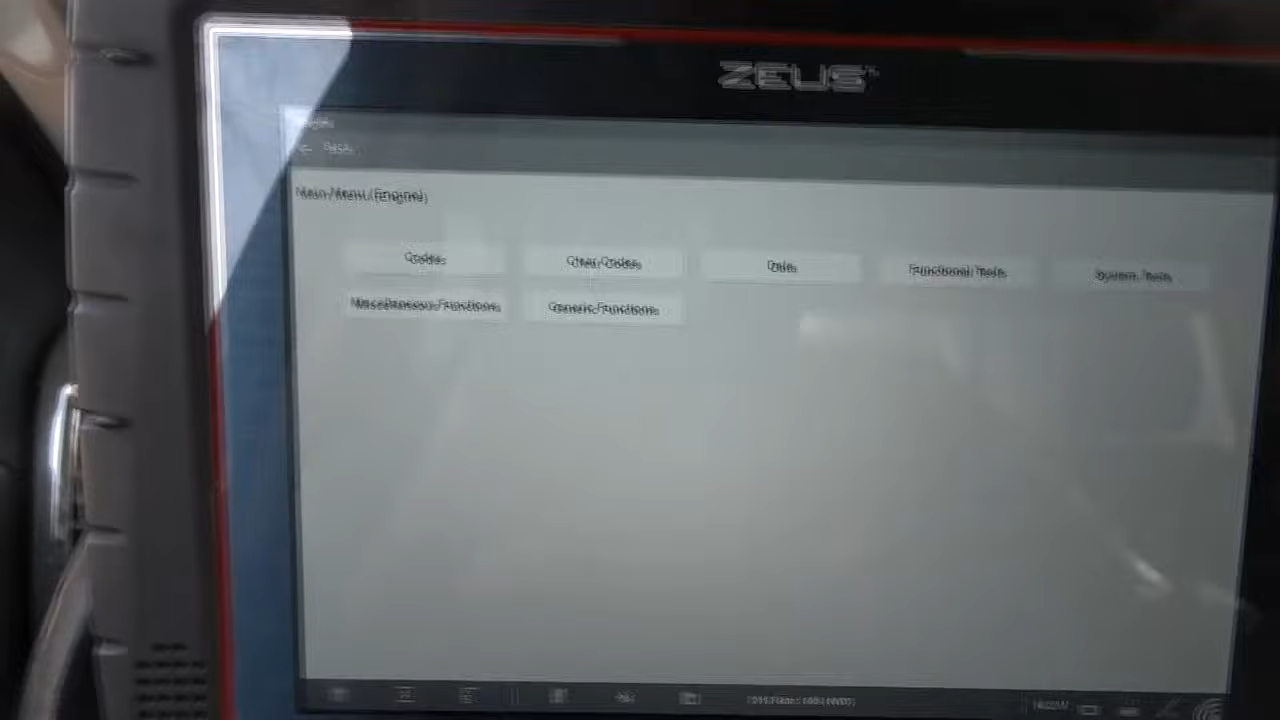 ZEUS
Main Menu (Engine)
Codes
Clear Codes
Data
Functional Tests
System Tests
Miscellaneous Functions
Generic Functions